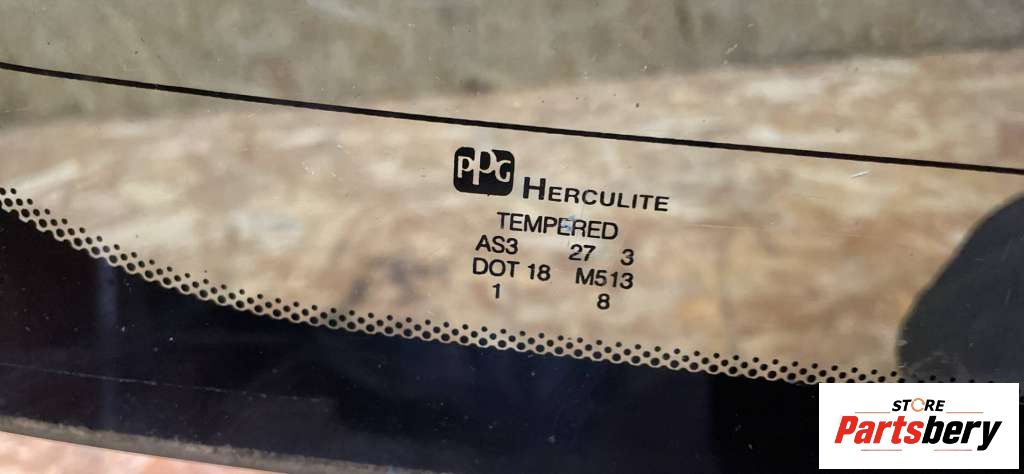 PPG HERCULITE
TEMPERED
AS3 27 3
DOT 18 M513
1 8
STORE
Partsbery